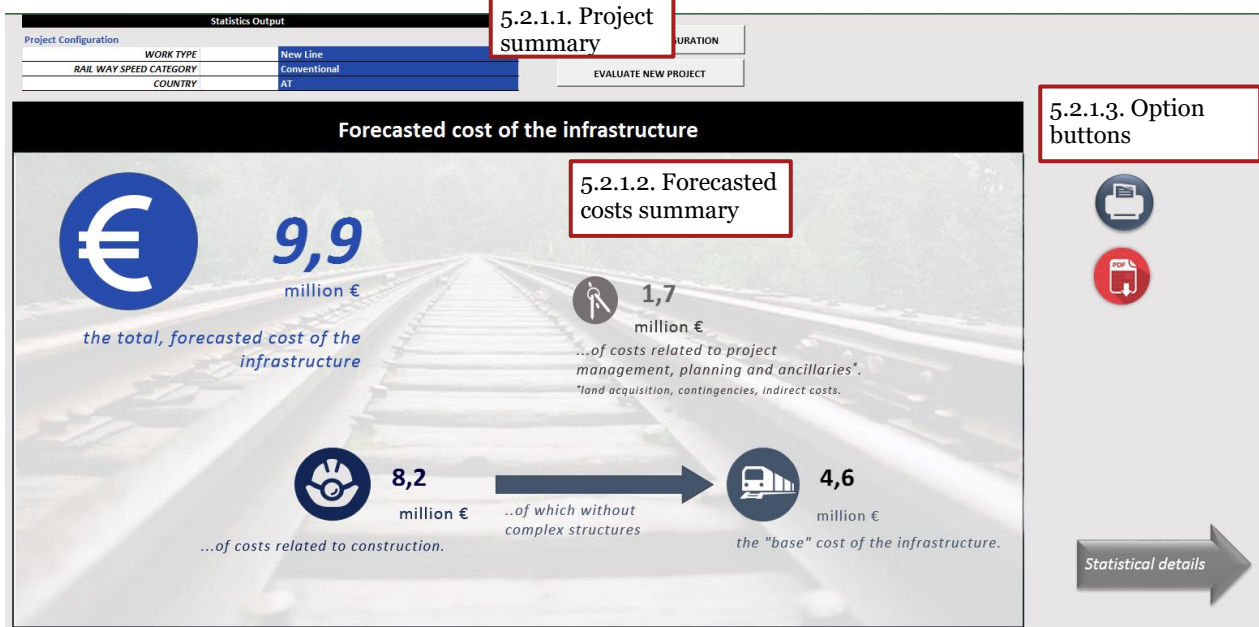 Statistics Output
5.2.1.1. Project
summary
Project Configuration
WORK TYPE
New Line
RAIL WAY SPEED CATEGORY
Conventional
COUNTRY
AT
EVALUATE NEW PROJECT
5.2.1.3. Option
buttons
Forecasted cost of the infrastructure
5.2.1.2. Forecasted
costs summary
€
9,9
million €
the total, forecasted cost of the
infrastructure
1,7
million €
...of costs related to project
management, planning and ancillaries*.
*land acquisition, contingencies, indirect costs.
PDF
8,2
million €
...of costs related to construction.
..of which without
complex structures
4,6
million €
the "base" cost of the infrastructure.
Statistical details